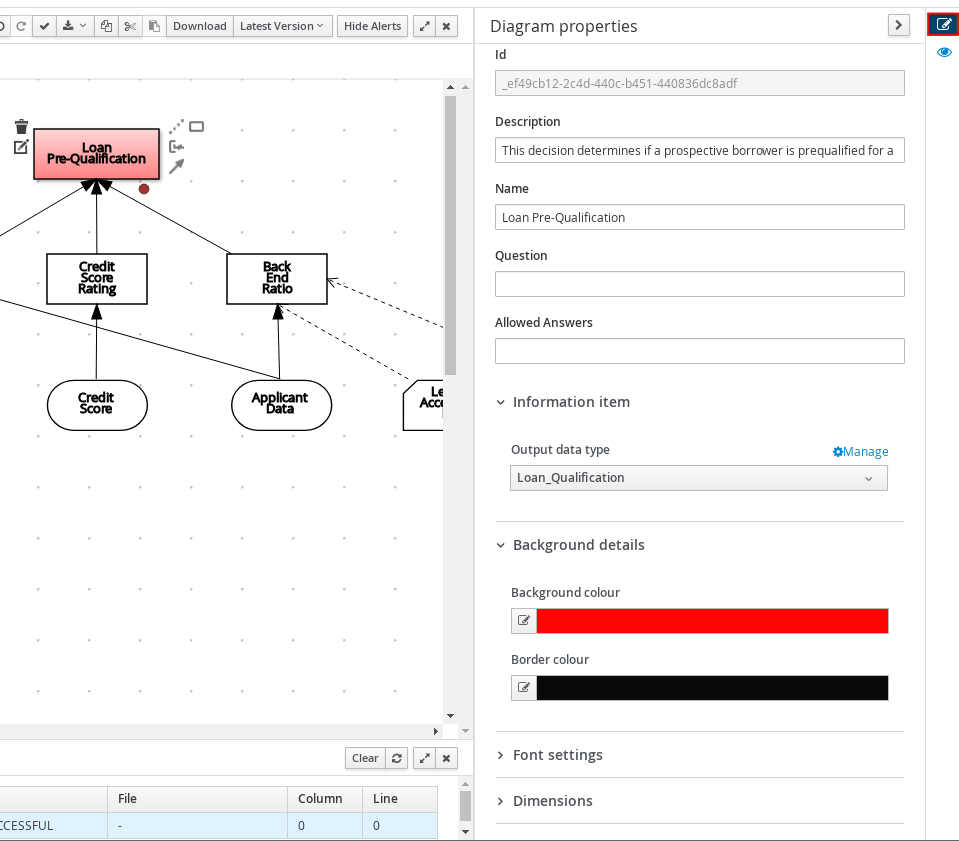 Download
Latest Version
Hide Alerts
Loan
Pre-Qualification
Credit
Score
Rating
Back
End
Ratio
Credit
Score
Applicant
Data
Clear
File
Column
Line
CCESSFUL
-
0
0
Diagram properties
Id
_ef49cb12-2c4d-440c-b451-440836dc8adf
Description
This decision determines if a prospective borrower is prequalified for a
Name
Loan Pre-Qualification
Question
Allowed Answers
Information item
Output data type
Manage
Loan_Qualification
Background details
Background colour
Border colour
Font settings
Dimensions